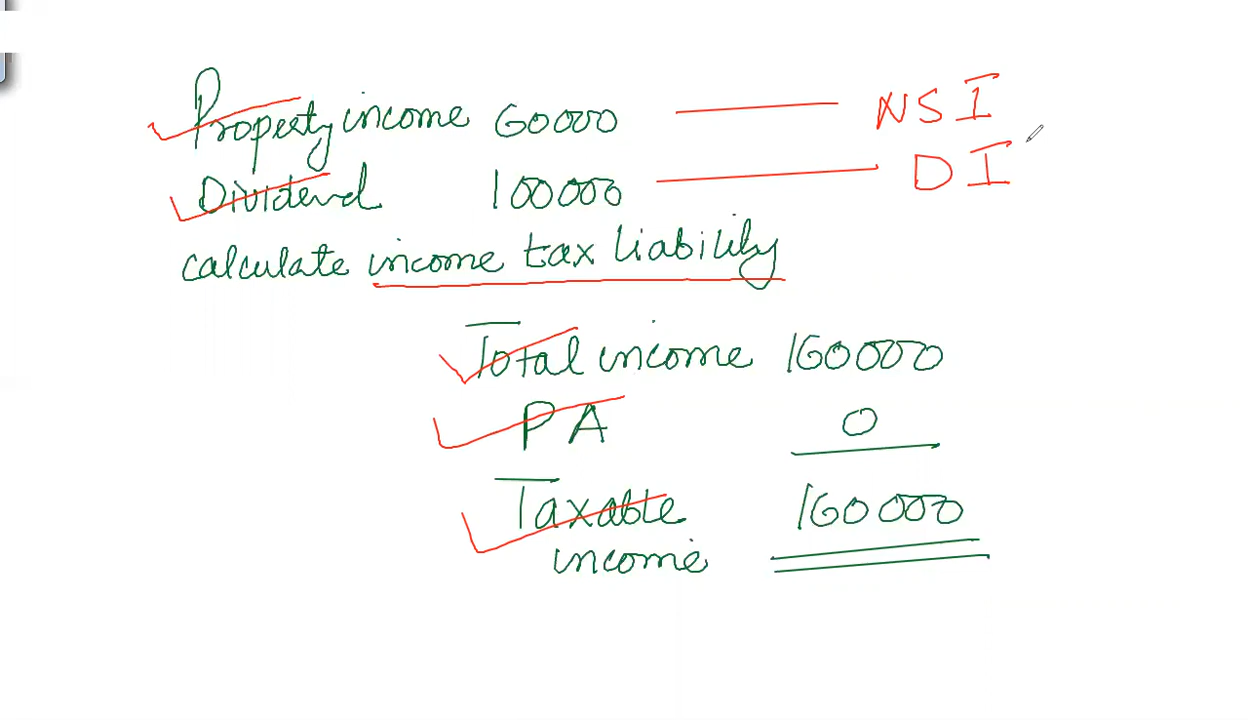 Property income 60000 NSI
Dividend 100000 DI
calculate income tax liability
Total income 160000
PA 0
Taxable 160000
income